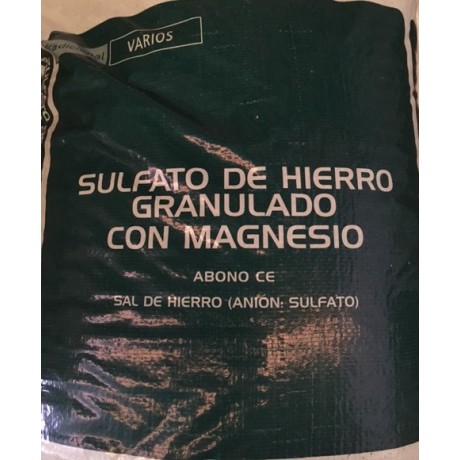 VARIOS
SULFATO DE HIERRO
GRANULADO
CON MAGNESIO
ABONO CE
SAL DE HIERRO (ANIÓN: SULFATO)